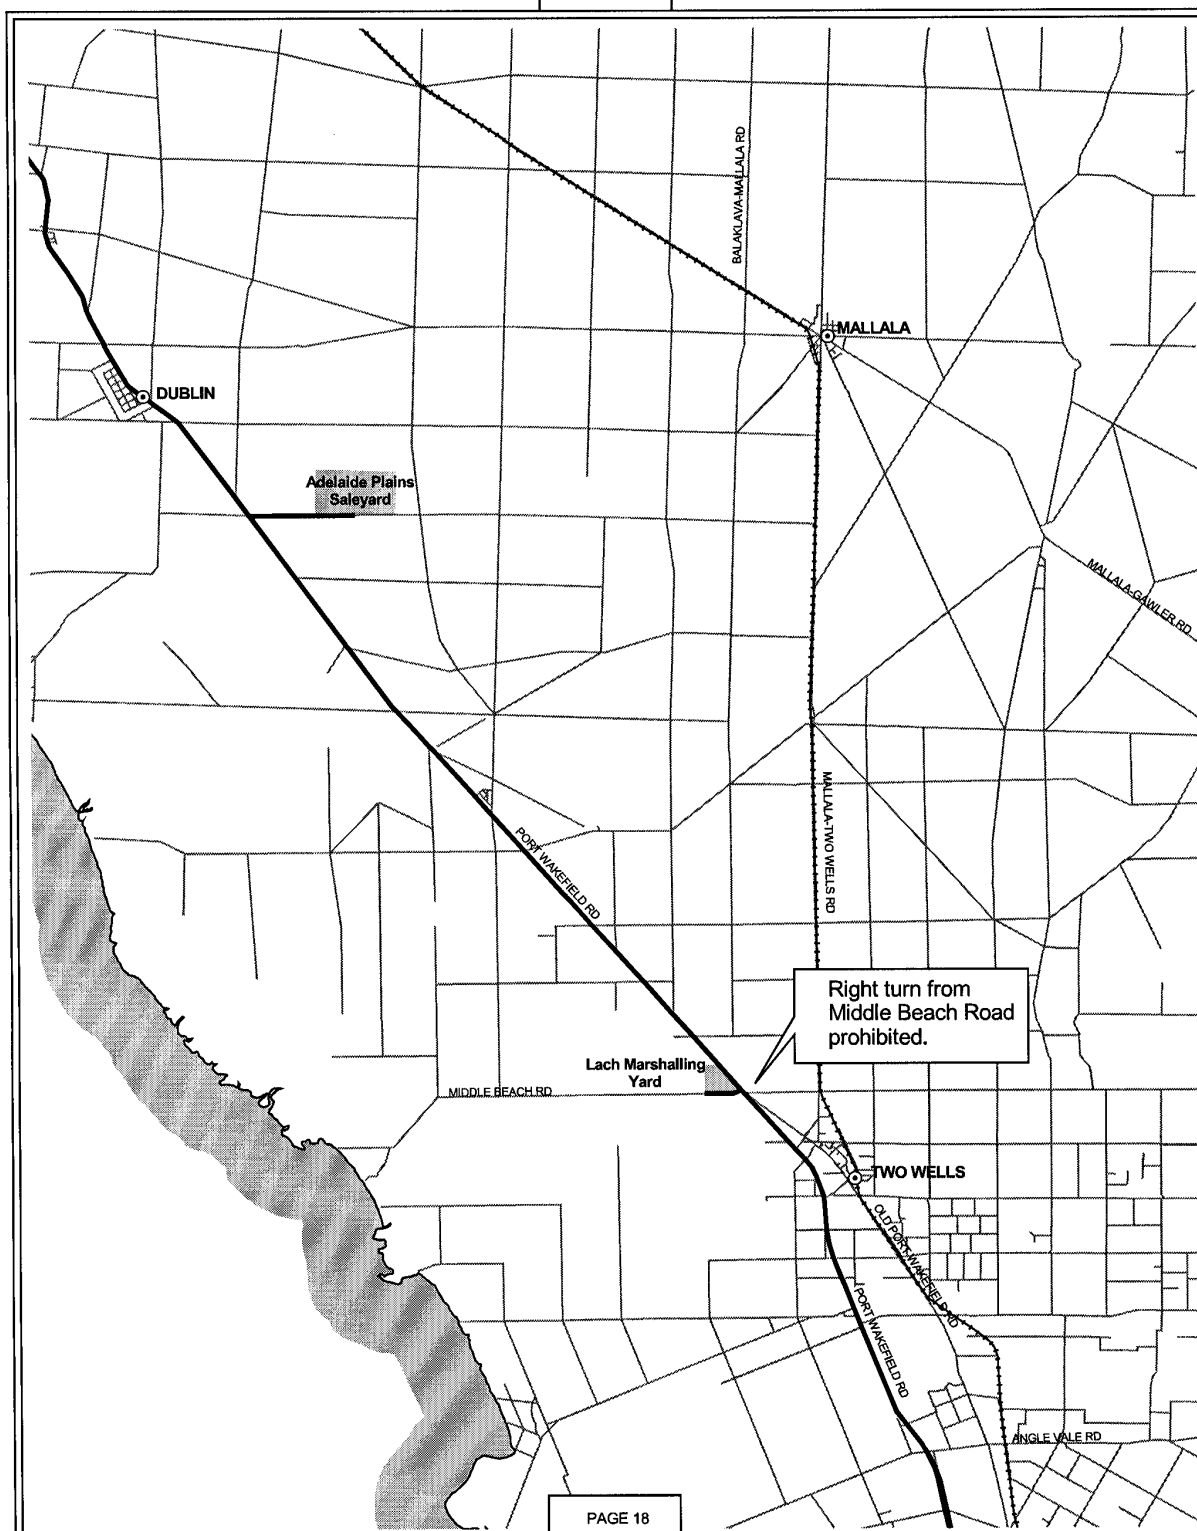 BALAKLAVA-MALLALA RD
MALLALA
DUBLIN
Adelaide Plains
Saleyard
MALLALA-GAWLER RD
MALLALA-TWO WELLS RD
PORT WAKEFIELD RD
Right turn from
Middle Beach Road
prohibited.
Lach Marshalling
Yard
MIDDLE BEACH RD
TWO WELLS
OLD PORT WAKEFIELD RD
PORT WAKEFIELD RD
ANGLE VALE RD
PAGE 18